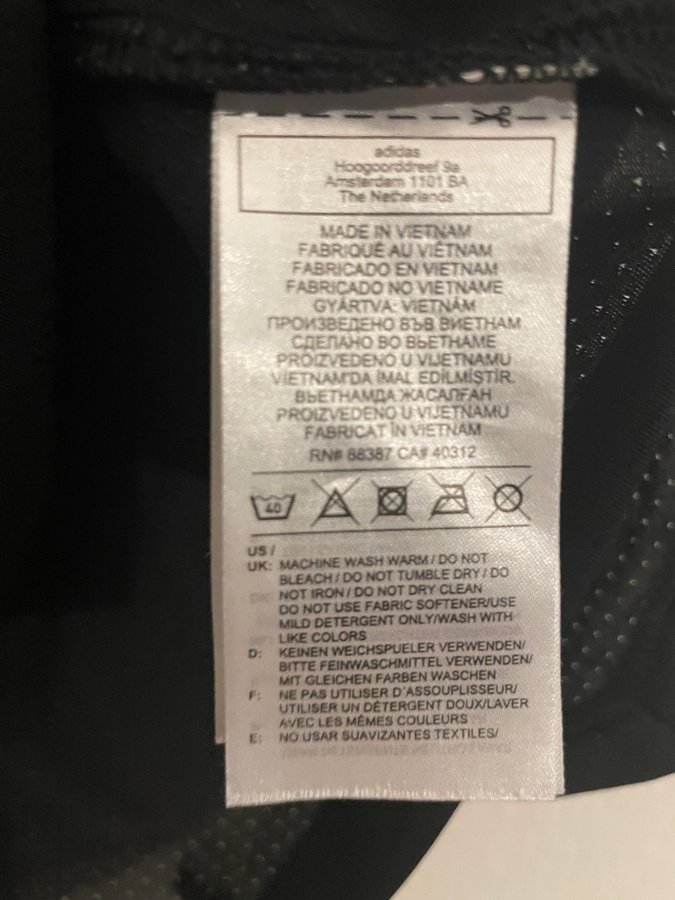 adidas
Hoogoorddreef 9a
Amsterdam 1101 BA
The Netherlands
MADE IN VIETNAM
FABRIQUÉ AU VIÊTNAM
FABRICADO EN VIETNAM
FABRICADO NO VIETNAME
GYÁRTVA: VIETNÁM
ПРОИЗВЕДЕНО ВЪВ ВИЕТНАМ
СДЕЛАНО ВО ВЬЕТНАМЕ
PROIZVEDENO U VIJETNAMU
VIETNAM'DA İMAL EDİLMİŞTİR.
ВЬЕТНАМДА ЖАСАЛҒАН
PROIZVEDENO U VIJETNAMU
FABRICAT ÎN VIETNAM
RN# 88387 CA# 40312
40
US /
UK: MACHINE WASH WARM / DO NOT
BLEACH / DO NOT TUMBLE DRY / DO
NOT IRON / DO NOT DRY CLEAN
DO NOT USE FABRIC SOFTENER/USE
MILD DETERGENT ONLY/WASH WITH
LIKE COLORS
D: KEINEN WEICHSPUELER VERWENDEN/
BITTE FEINWASCHMITTEL VERWENDEN/
MIT GLEICHEN FARBEN WASCHEN
F: NE PAS UTILISER D'ASSOUPLISSEUR/
UTILISER UN DÉTERGENT DOUX/LAVER
AVEC LES MÊMES COULEURS
E: NO USAR SUAVIZANTES TEXTILES/